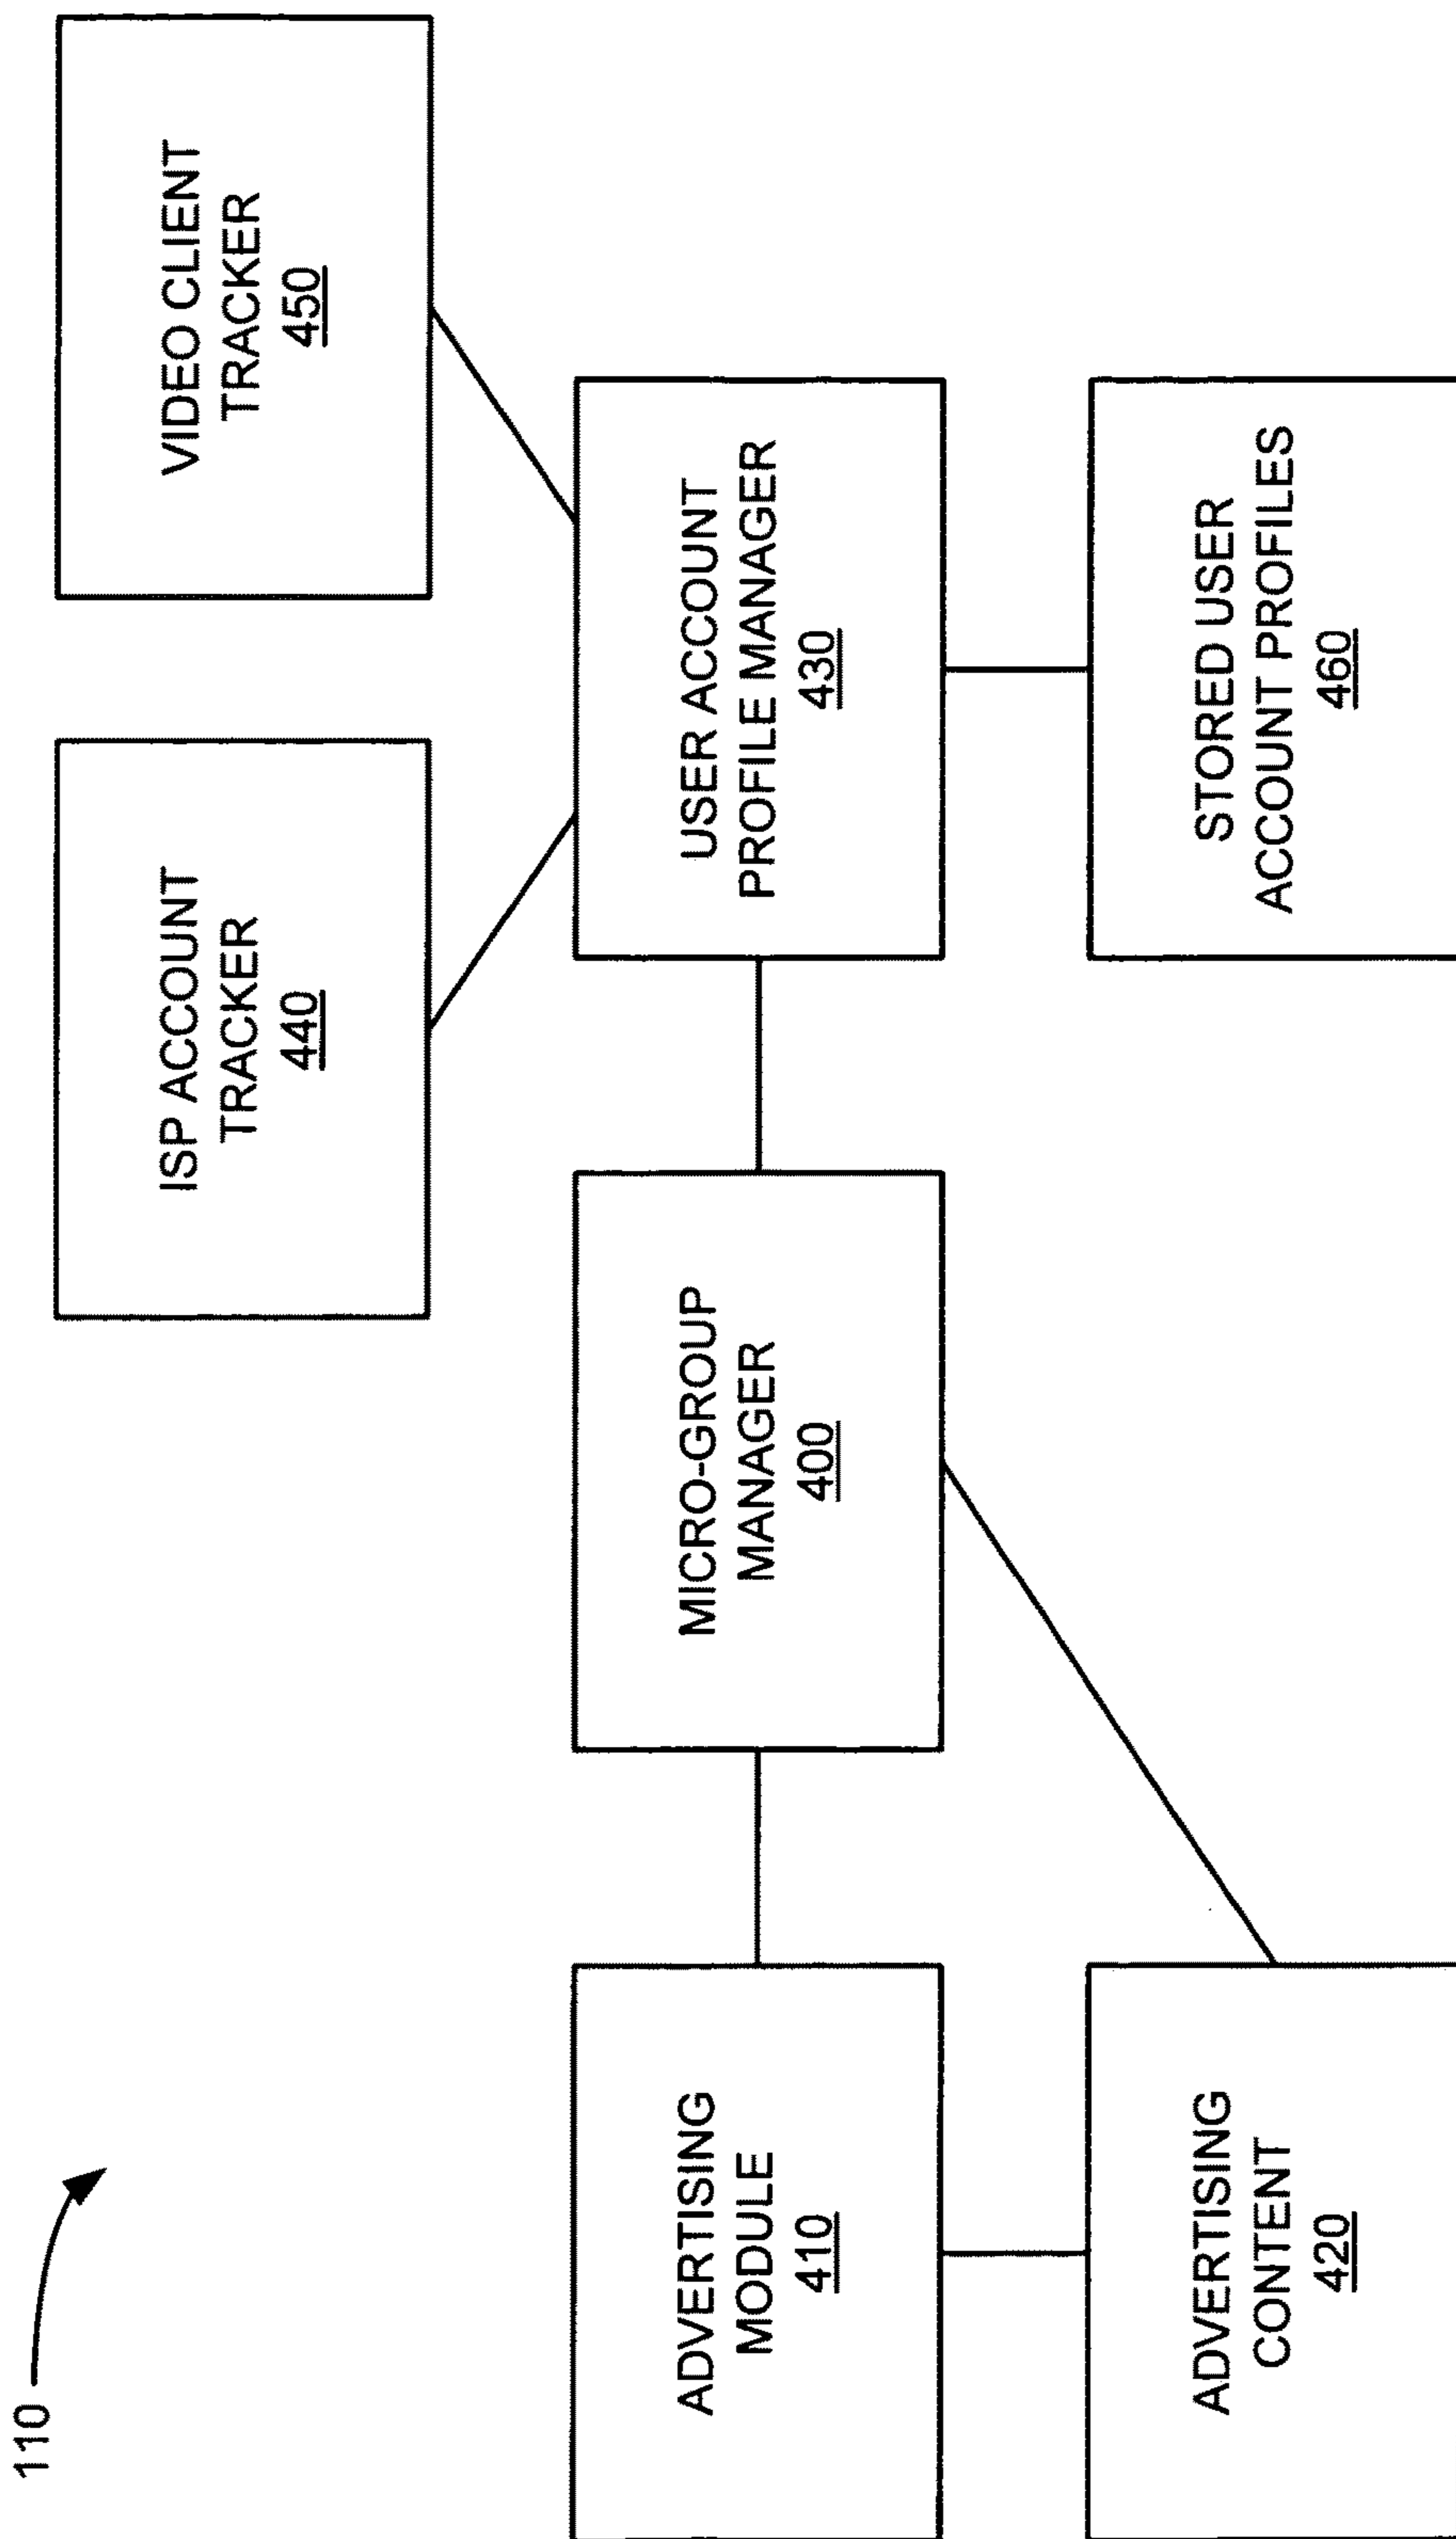 110
ISP ACCOUNT
TRACKER
440
VIDEO CLIENT
TRACKER
450
ADVERTISING
MODULE
410
MICRO-GROUP
MANAGER
400
USER ACCOUNT
PROFILE MANAGER
430
ADVERTISING
CONTENT
420
STORED USER
ACCOUNT PROFILES
460